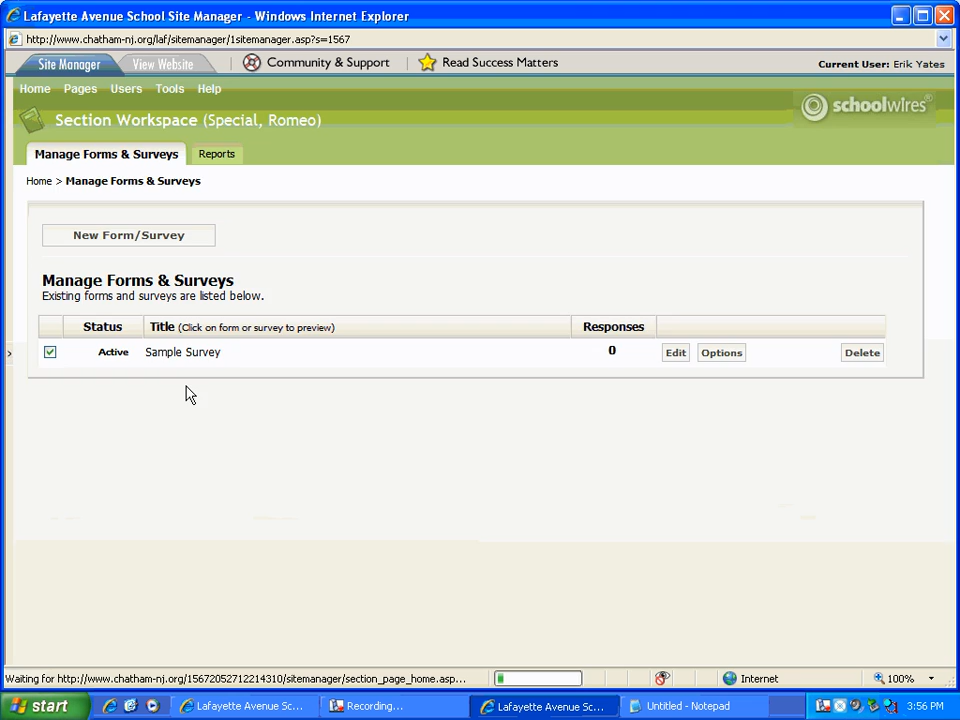 Lafayette Avenue School Site Manager - Windows Internet Explorer
http://www.chatham-nj.org/laf/sitemanager/1sitemanager.asp?s=1567
Site Manager View Website Community & Support Read Success Matters Current User: Erik Yates
Home Pages Users Tools Help
Section Workspace (Special, Romeo) schoolwires®
Manage Forms & Surveys Reports
Home > Manage Forms & Surveys
New Form/Survey
Manage Forms & Surveys
Existing forms and surveys are listed below.
Status Title (Click on form or survey to preview) Responses
Active Sample Survey 0 Edit Options Delete
Waiting for http://www.chatham-nj.org/15672052712214310/sitemanager/section_page_home.asp... Internet 100%
start Lafayette Avenue Sc... Recording... Lafayette Avenue Sc... Untitled - Notepad 3:56 PM